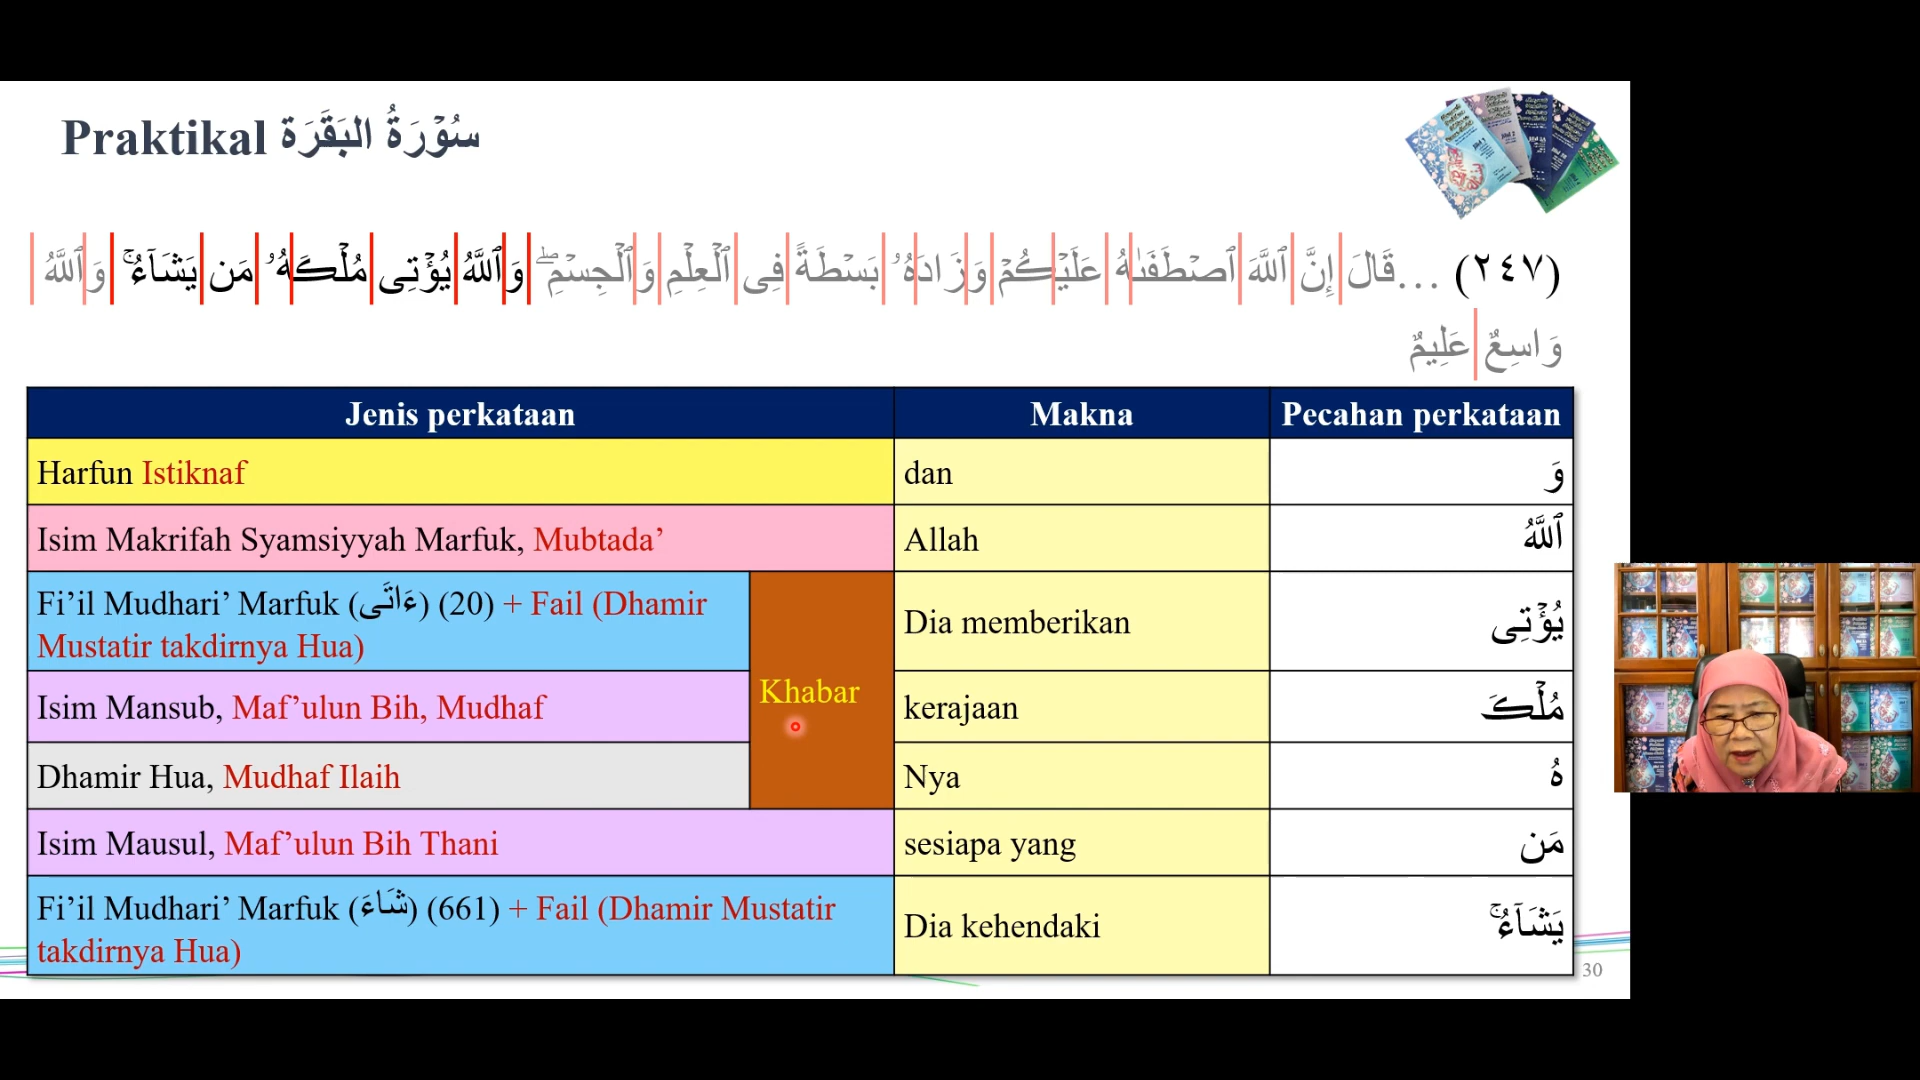 Praktikal سُوْرَةُ البَقَرَة
(٢٤٧) ...قَالَ إِنَّ ٱللَّهَ ٱصْطَفَىٰهُ عَلَيْكُمْ وَزَادَهُۥ بَسْطَةً فِى ٱلْعِلْمِ وَٱلْجِسْمِ ۖ وَٱللَّهُ يُؤْتِى مُلْكَهُۥ مَن يَشَآءُ ۚ وَٱللَّهُ
وَاسِعٌ عَلِيمٌ
Jenis perkataan Makna Pecahan perkataan
Harfun Istiknaf dan وَ
Isim Makrifah Syamsiyyah Marfuk, Mubtada’ Allah ٱللَّهُ
Fi’il Mudhari’ Marfuk (ءَاتَى) (20) + Fail (Dhamir
Mustatir takdirnya Hua) Dia memberikan يُؤْتِى
Khabar
Isim Mansub, Maf’ulun Bih, Mudhaf kerajaan مُلْكَ
Dhamir Hua, Mudhaf Ilaih Nya هُ
Isim Mausul, Maf’ulun Bih Thani sesiapa yang مَن
Fi’il Mudhari’ Marfuk (شَاءَ) (661) + Fail (Dhamir Mustatir
takdirnya Hua) Dia kehendaki يَشَآءُ ۚ
30